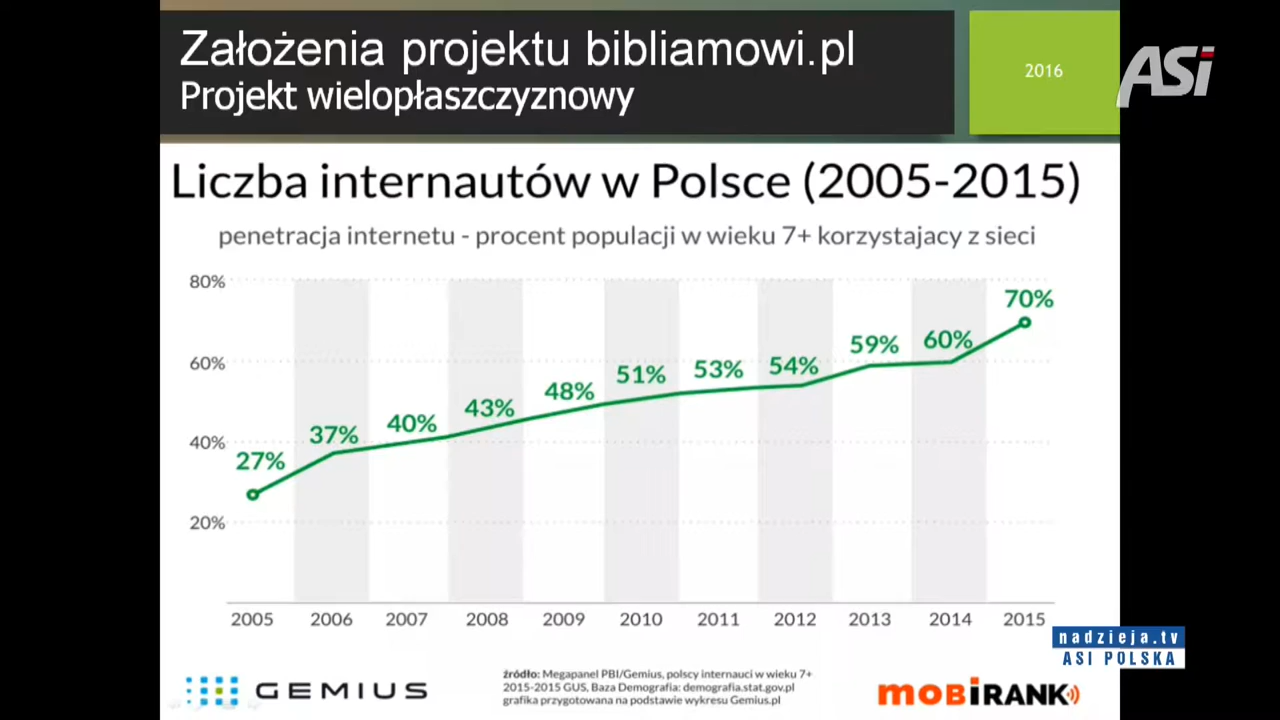 Założenia projektu bibliamowi.pl
Projekt wielopłaszczyznowy
2016
ASi
Liczba internautów w Polsce (2005-2015)
penetracja internetu - procent populacji w wieku 7+ korzystajacy z sieci
80%
60%
40%
20%
27%
37%
40%
43%
48%
51%
53%
54%
59%
60%
70%
2005 2006 2007 2008 2009 2010 2011 2012 2013 2014 2015
nadzieja.tv
ASI POLSKA
GEMIUS
źródło: Megapanel PBI/Gemius, polscy internauci w wieku 7+
2015-2015 GUS, Baza Demografia: demografia.stat.gov.pl
grafika przygotowana na podstawie wykresu Gemius.pl
mobiRANK